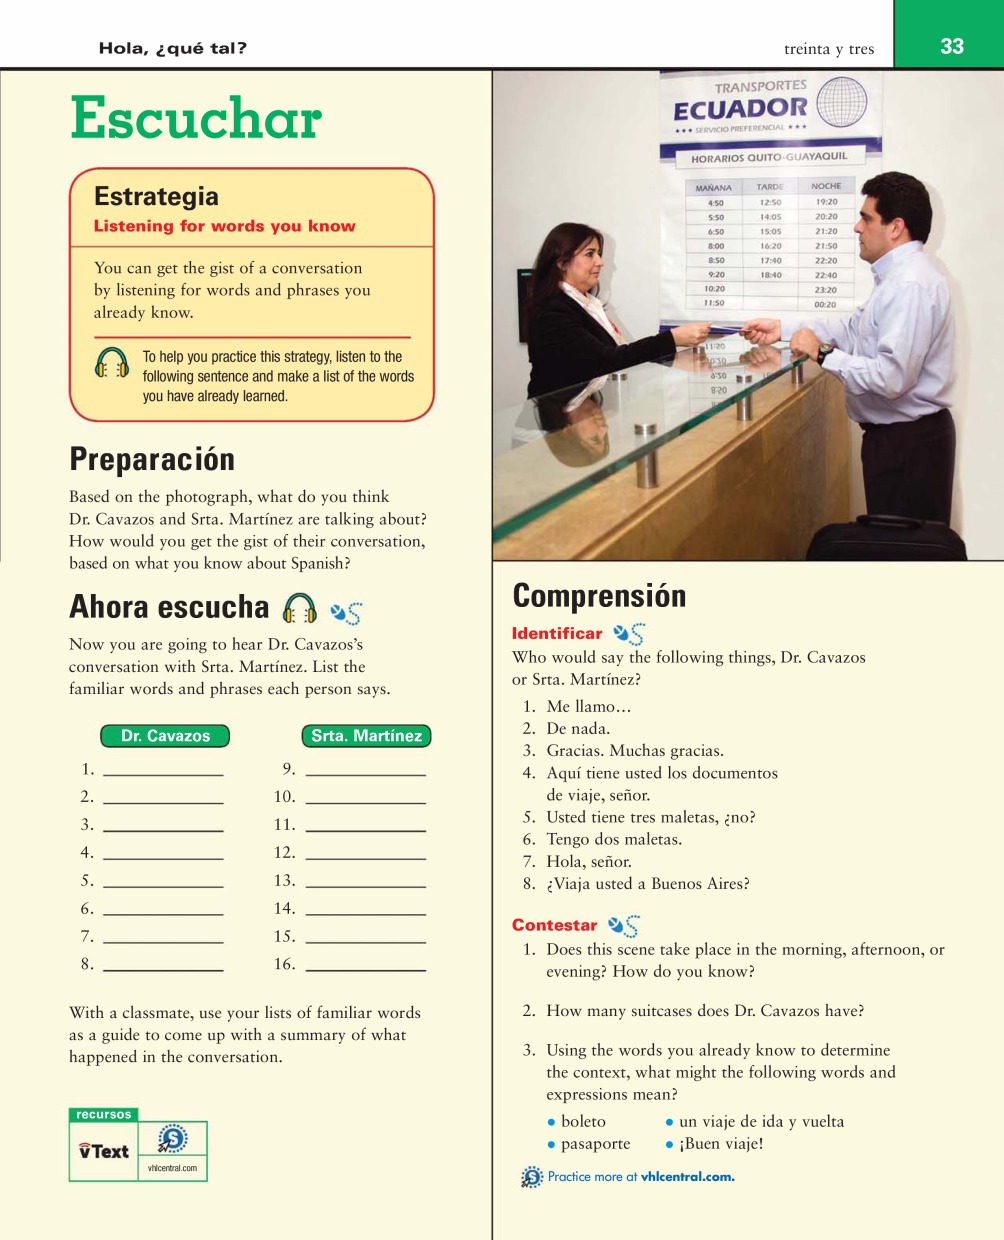 Hola, ¿qué tal?
treinta y tres
33
Escuchar
Estrategia
Listening for words you know
You can get the gist of a conversation
by listening for words and phrases you
already know.
To help you practice this strategy, listen to the
following sentence and make a list of the words
you have already learned.
Preparación
Based on the photograph, what do you think
Dr. Cavazos and Srta. Martínez are talking about?
How would you get the gist of their conversation,
based on what you know about Spanish?
Ahora escucha
Now you are going to hear Dr. Cavazos's
conversation with Srta. Martínez. List the
familiar words and phrases each person says.
Dr. Cavazos
Srta. Martínez
1. 9.
2. 10.
3. 11.
4. 12.
5. 13.
6. 14.
7. 15.
8. 16.
With a classmate, use your lists of familiar words
as a guide to come up with a summary of what
happened in the conversation.
recursos
vText
vhlcentral.com
TRANSPORTES
ECUADOR
★★★ SERVICIO PREFERENCIAL ★★★
HORARIOS QUITO-GUAYAQUIL
MAÑANA TARDE NOCHE
4:50 12:50 19:20
5:50 14:05 20:20
6:50 15:05 21:20
8:00 16:20 21:50
8:50 17:40 22:20
9:20 18:40 22:40
10:20 23:20
11:50 00:20
Comprensión
Identificar
Who would say the following things, Dr. Cavazos
or Srta. Martínez?
1. Me llamo…
2. De nada.
3. Gracias. Muchas gracias.
4. Aquí tiene usted los documentos
de viaje, señor.
5. Usted tiene tres maletas, ¿no?
6. Tengo dos maletas.
7. Hola, señor.
8. ¿Viaja usted a Buenos Aires?
Contestar
1. Does this scene take place in the morning, afternoon, or
evening? How do you know?
2. How many suitcases does Dr. Cavazos have?
3. Using the words you already know to determine
the context, what might the following words and
expressions mean?
• boleto • un viaje de ida y vuelta
• pasaporte • ¡Buen viaje!
Practice more at vhlcentral.com.